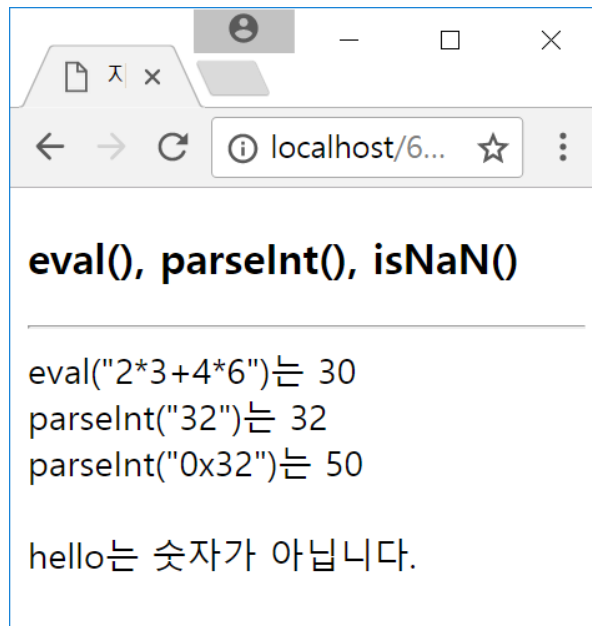 지
localhost/6...
eval(), parseInt(), isNaN()
eval("2*3+4*6")는 30
parseInt("32")는 32
parseInt("0x32")는 50
hello는 숫자가 아닙니다.